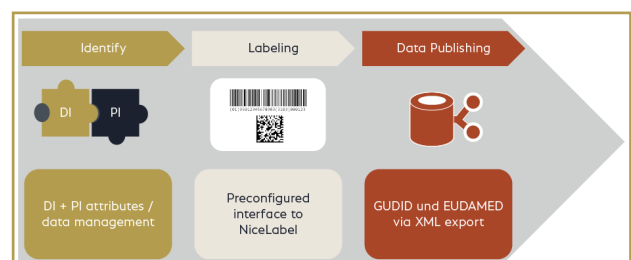 Identify
Labeling
Data Publishing
DI
PI
DI + PI attributes /
data management
Preconfigured
interface to
NiceLabel
GUDID und EUDAMED
via XML export